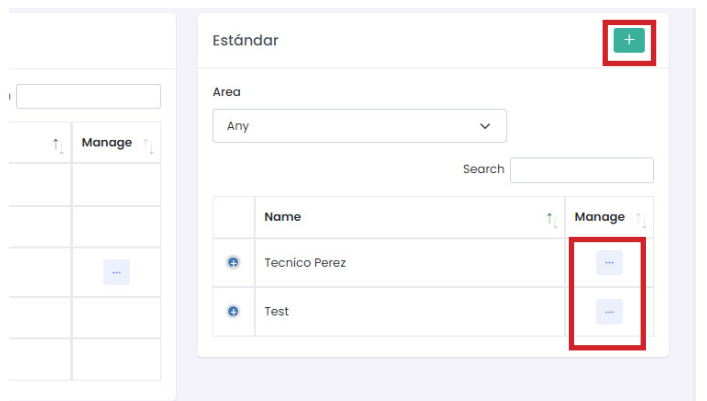 Estándar
+
Area
Any
Search
Manage
Name
Manage
Tecnico Perez
...
...
Test
...